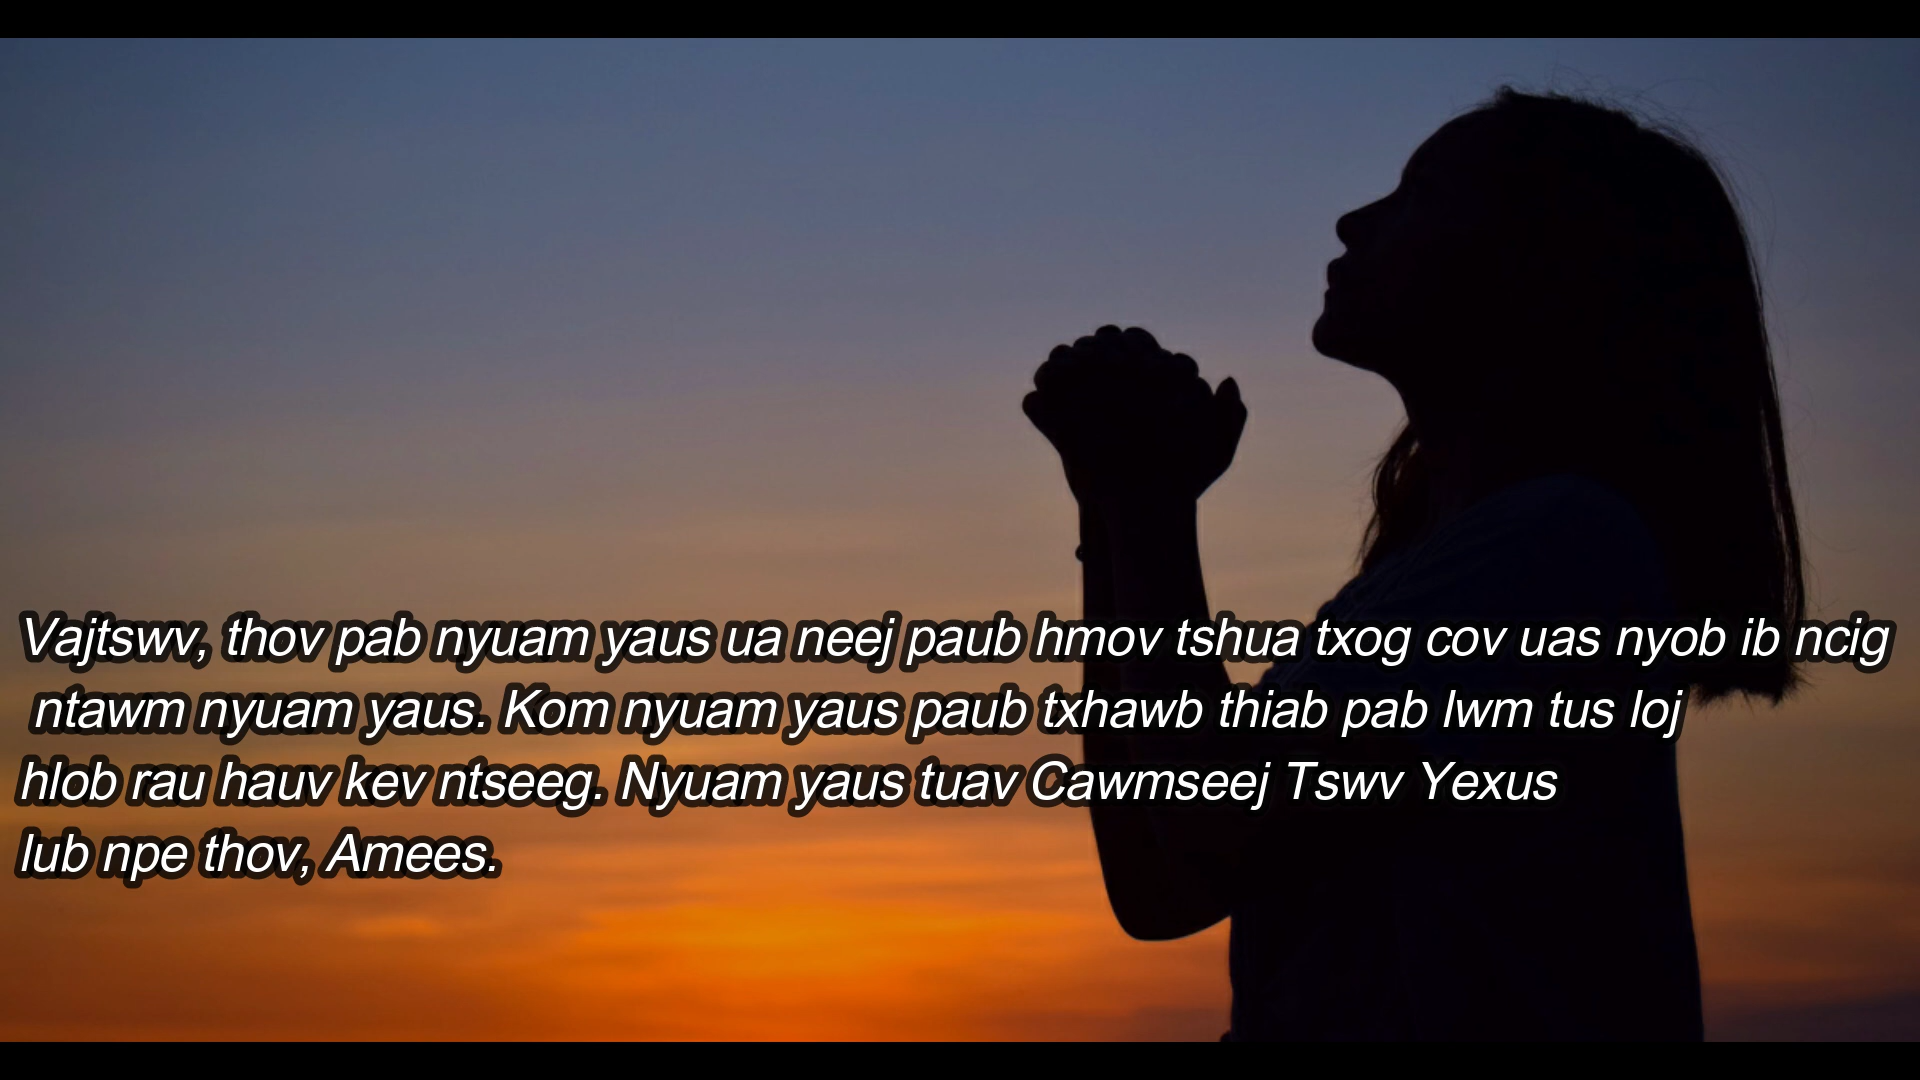 Vajtswv, thov pab nyuam yaus ua neej paub hmov tshua txog cov uas nyob ib ncig
ntawm nyuam yaus. Kom nyuam yaus paub txhawb thiab pab lwm tus loj
hlob rau hauv kev ntseeg. Nyuam yaus tuav Cawmseej Tswv Yexus
lub npe thov, Amees.